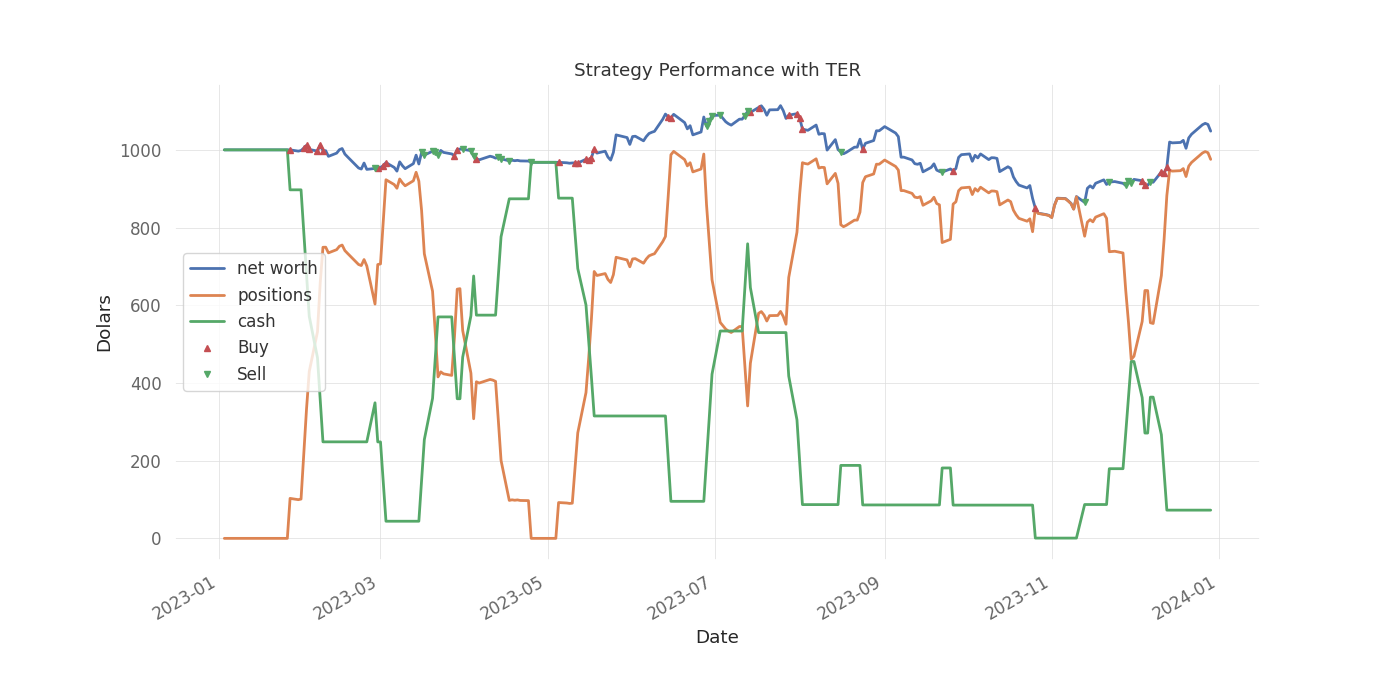 Strategy Performance with TER
Dolars
1000
800
600
400
200
0
net worth
positions
cash
Buy
Sell
2023-01
2023-03
2023-05
2023-07
2023-09
2023-11
2024-01
Date